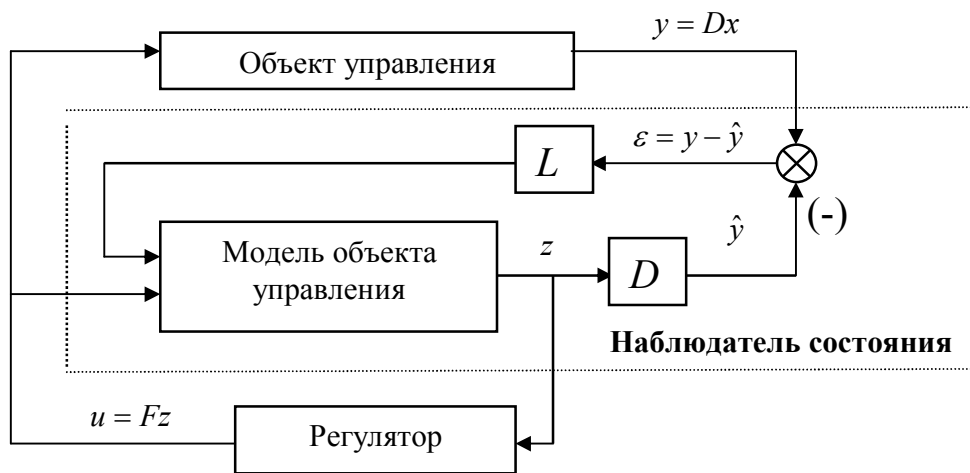 y = Dx
Объект управления
ε = y − ŷ
L
(-)
Модель объекта
управления
z
D
ŷ
Наблюдатель состояния
u = Fz
Регулятор